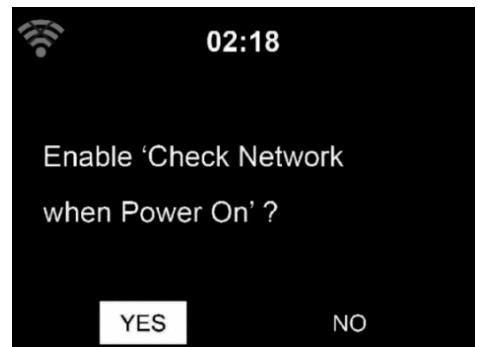 02:18
Enable ‘Check Network
when Power On’ ?
YES NO